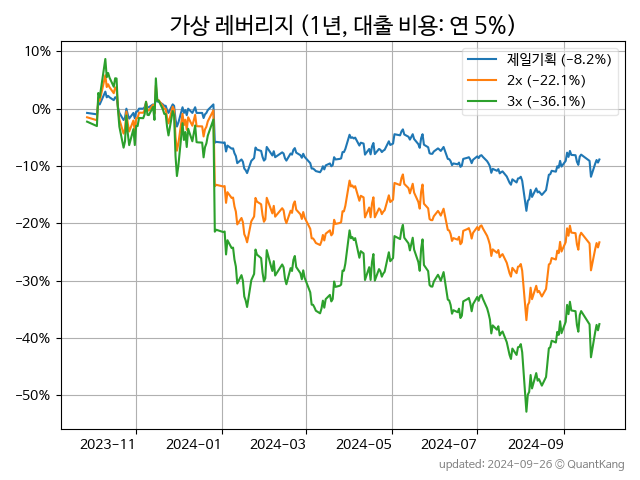 가상 레버리지 (1년, 대출 비용: 연 5%)
제일기획 (−8.2%)
2x (−22.1%)
3x (−36.1%)
10%
0%
−10%
−20%
−30%
−40%
−50%
2023-11 2024-01 2024-03 2024-05 2024-07 2024-09
updated: 2024-09-26 © QuantKang